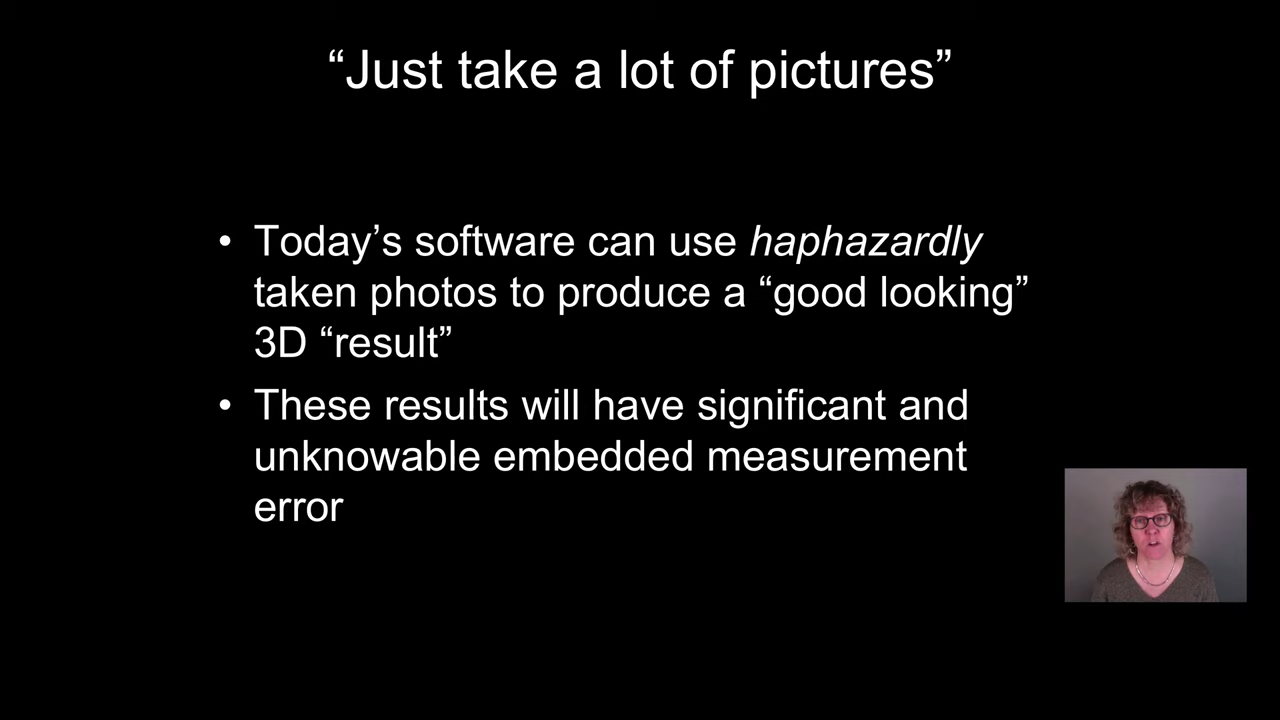 “Just take a lot of pictures”
• Today’s software can use haphazardly
taken photos to produce a “good looking”
3D “result”
• These results will have significant and
unknowable embedded measurement
error